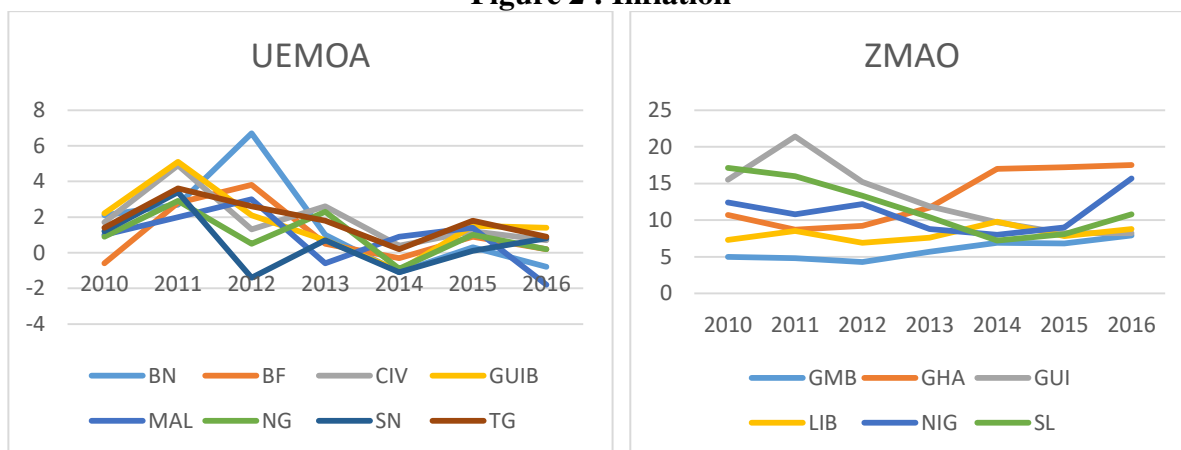 Figure 2 : Inflation
UEMOA
8
6
4
2
0
-2
-4
2010 2011 2012 2013 2014 2015 2016
BN BF CIV GUIB
MAL NG SN TG
ZMAO
25
20
15
10
5
0
2010 2011 2012 2013 2014 2015 2016
GMB GHA GUI
LIB NIG SL